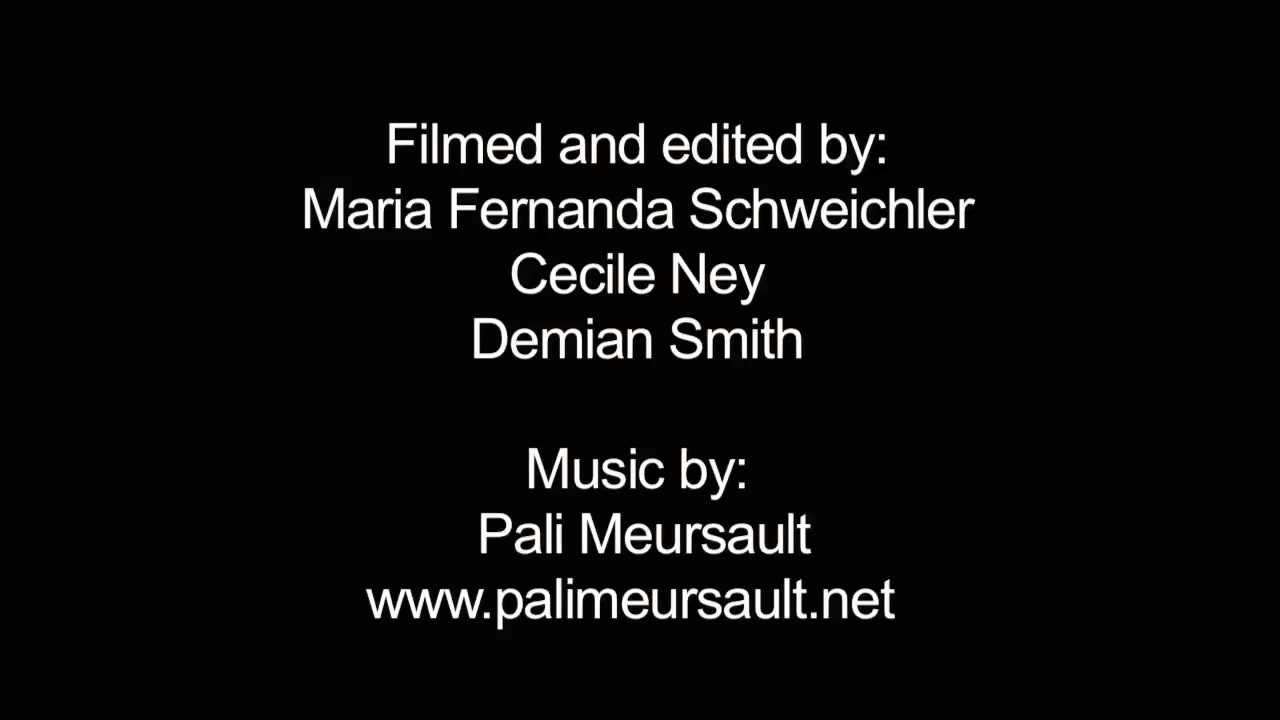 Filmed and edited by:
Maria Fernanda Schweichler
Cecile Ney
Demian Smith
Music by:
Pali Meursault
www.palimeursault.net